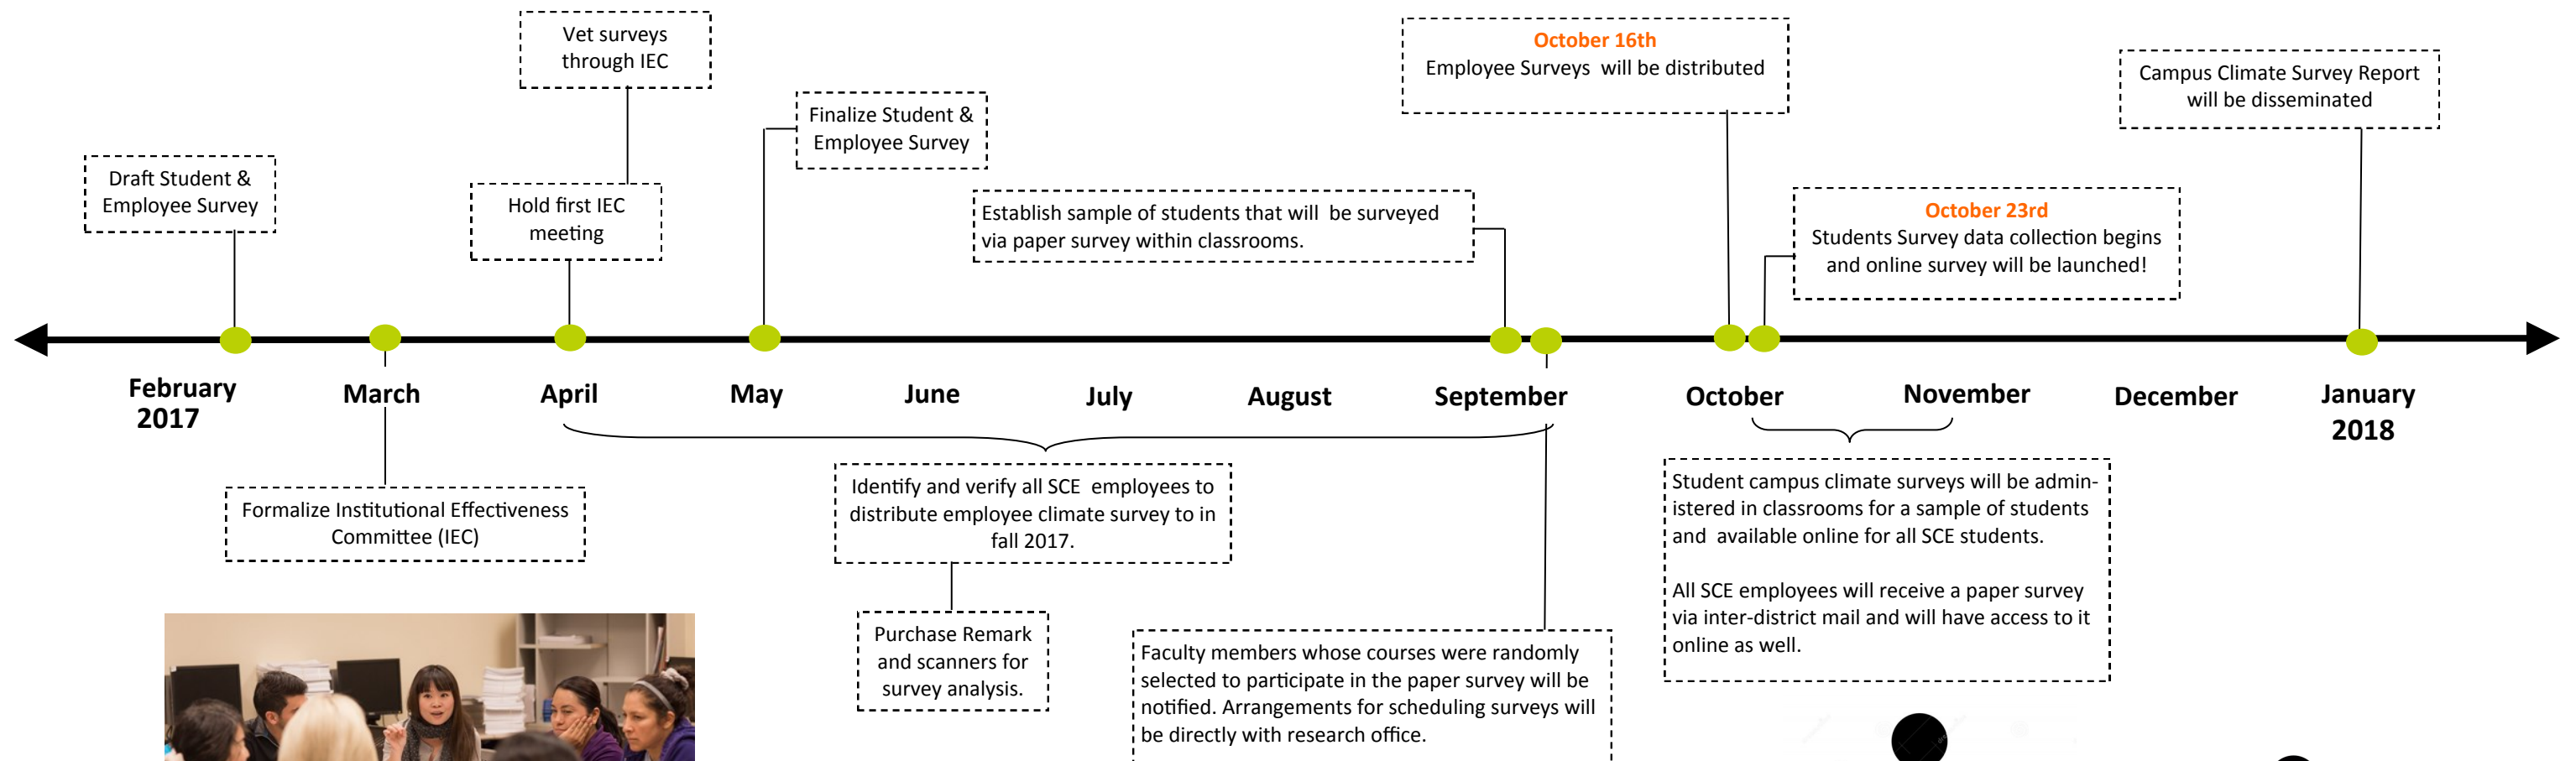 Vet surveys
through IEC
October 16th
Employee Surveys  will be distributed
Campus Climate Survey Report
will be disseminated
Finalize Student &
Employee Survey
Draft Student &
Employee Survey
Hold first IEC
meeting
Establish sample of students that will  be surveyed
via paper survey within classrooms.
October 23rd
Students Survey data collection begins
and online survey will be launched!
February
2017
March
April
May
June
July
August
September
October
November
December
January
2018
Formalize Institutional Effectiveness
Committee (IEC)
Identify and verify all SCE  employees to
distribute employee climate survey to in
fall 2017.
Purchase Remark
and scanners for
survey analysis.
Faculty members whose courses were randomly
selected to participate in the paper survey will be
notified. Arrangements for scheduling surveys will
be directly with research office.
Student campus climate surveys will be admin-
istered in classrooms for a sample of students
and  available online for all SCE students.
All SCE employees will receive a paper survey
via inter-district mail and will have access to it
online as well.